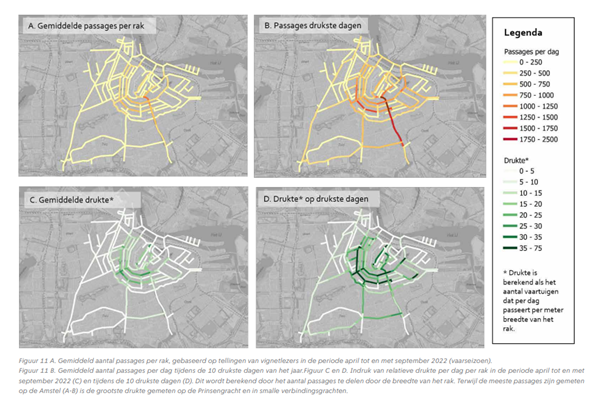 A. Gemiddelde passages per rak
B. Passages drukste dagen
C. Gemiddelde drukte*
D. Drukte* op drukste dagen
Legenda
Passages per dag
0 - 250
250 - 500
500 - 750
750 - 1000
1000 - 1250
1250 - 1500
1500 - 1750
1750 - 2500
Drukte*
0 - 5
5 - 10
10 - 15
15 - 20
20 - 25
25 - 30
30 - 35
35 - 75
* Drukte is
berekend als het
aantal vaartuigen
dat per dag
passeert per meter
breedte van het
rak.
Figuur 11 A. Gemiddeld aantal passages per rak, gebaseerd op tellingen van vignetlezers in de periode april tot en met september 2022 (vaarseizoen).
Figuur 11 B. Gemiddeld aantal passages per dag tijdens de 10 drukste dagen van het jaar.Figuur C en D. Indruk van relatieve drukte per dag per rak in de periode april tot en met
september 2022 (C) en tijdens de 10 drukste dagen (D). Dit wordt berekend door het aantal passages te delen door de breedte van het rak. Terwijl de meeste passages zijn gemeten
op de Amstel (A-B) is de grootste drukte gemeten op de Prinsengracht en in smalle verbindingsgrachten.